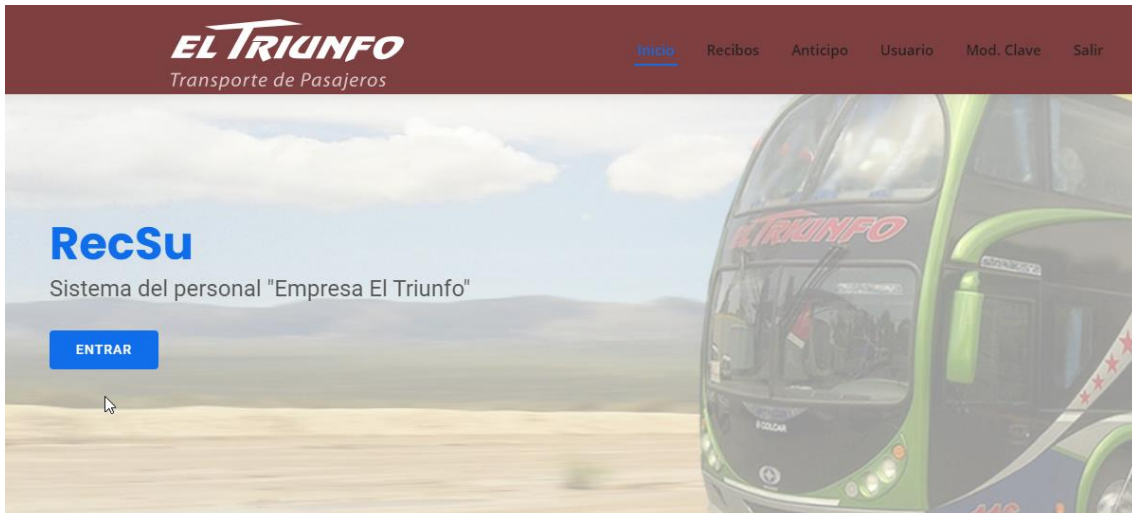 EL TRIUNFO
Transporte de Pasajeros
Inicio Recibos Anticipo Usuario Mod. Clave Salir
RecSu
Sistema del personal "Empresa El Triunfo"
ENTRAR
EL TRIUNFO